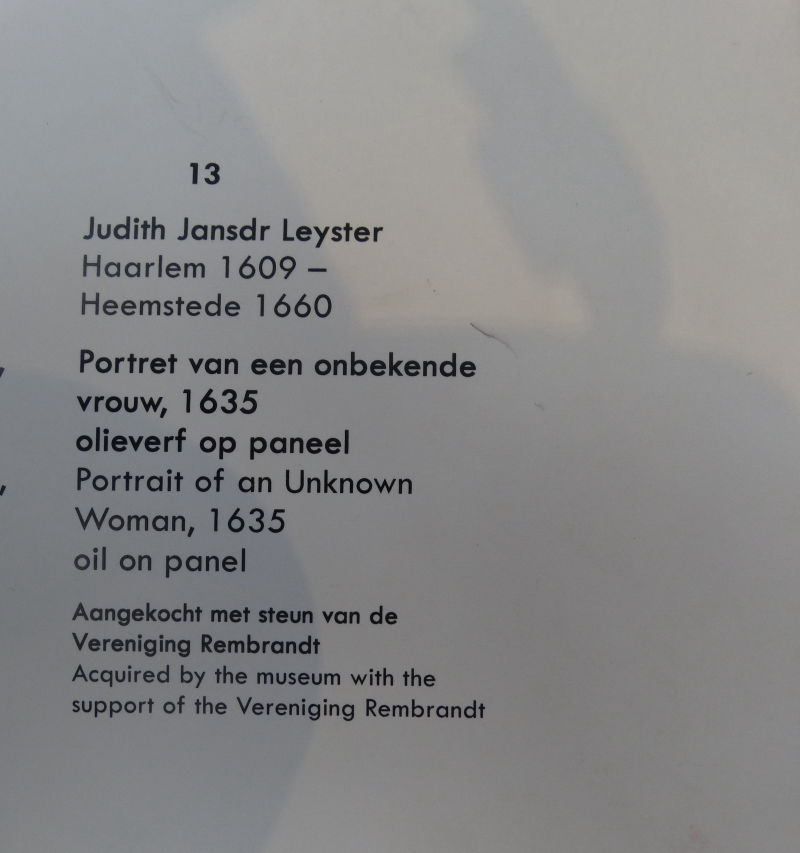 13
Judith Jansdr Leyster
Haarlem 1609 –
Heemstede 1660
Portret van een onbekende
vrouw, 1635
olieverf op paneel
Portrait of an Unknown
Woman, 1635
oil on panel
Aangekocht met steun van de
Vereniging Rembrandt
Acquired by the museum with the
support of the Vereniging Rembrandt